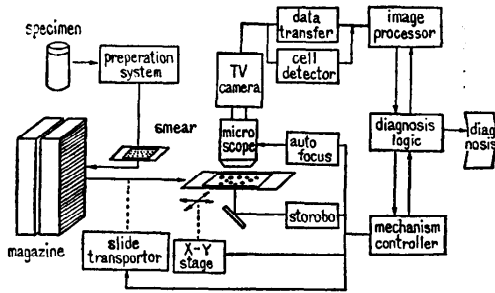 specimen
preperation
system
smear
magazine
slide
transportor
X-Y
stage
TV
camera
micro
scope
auto
focus
storobo
data
transfer
cell
detector
image
processor
diagnosis
logic
diag
nosis
mechanism
controller